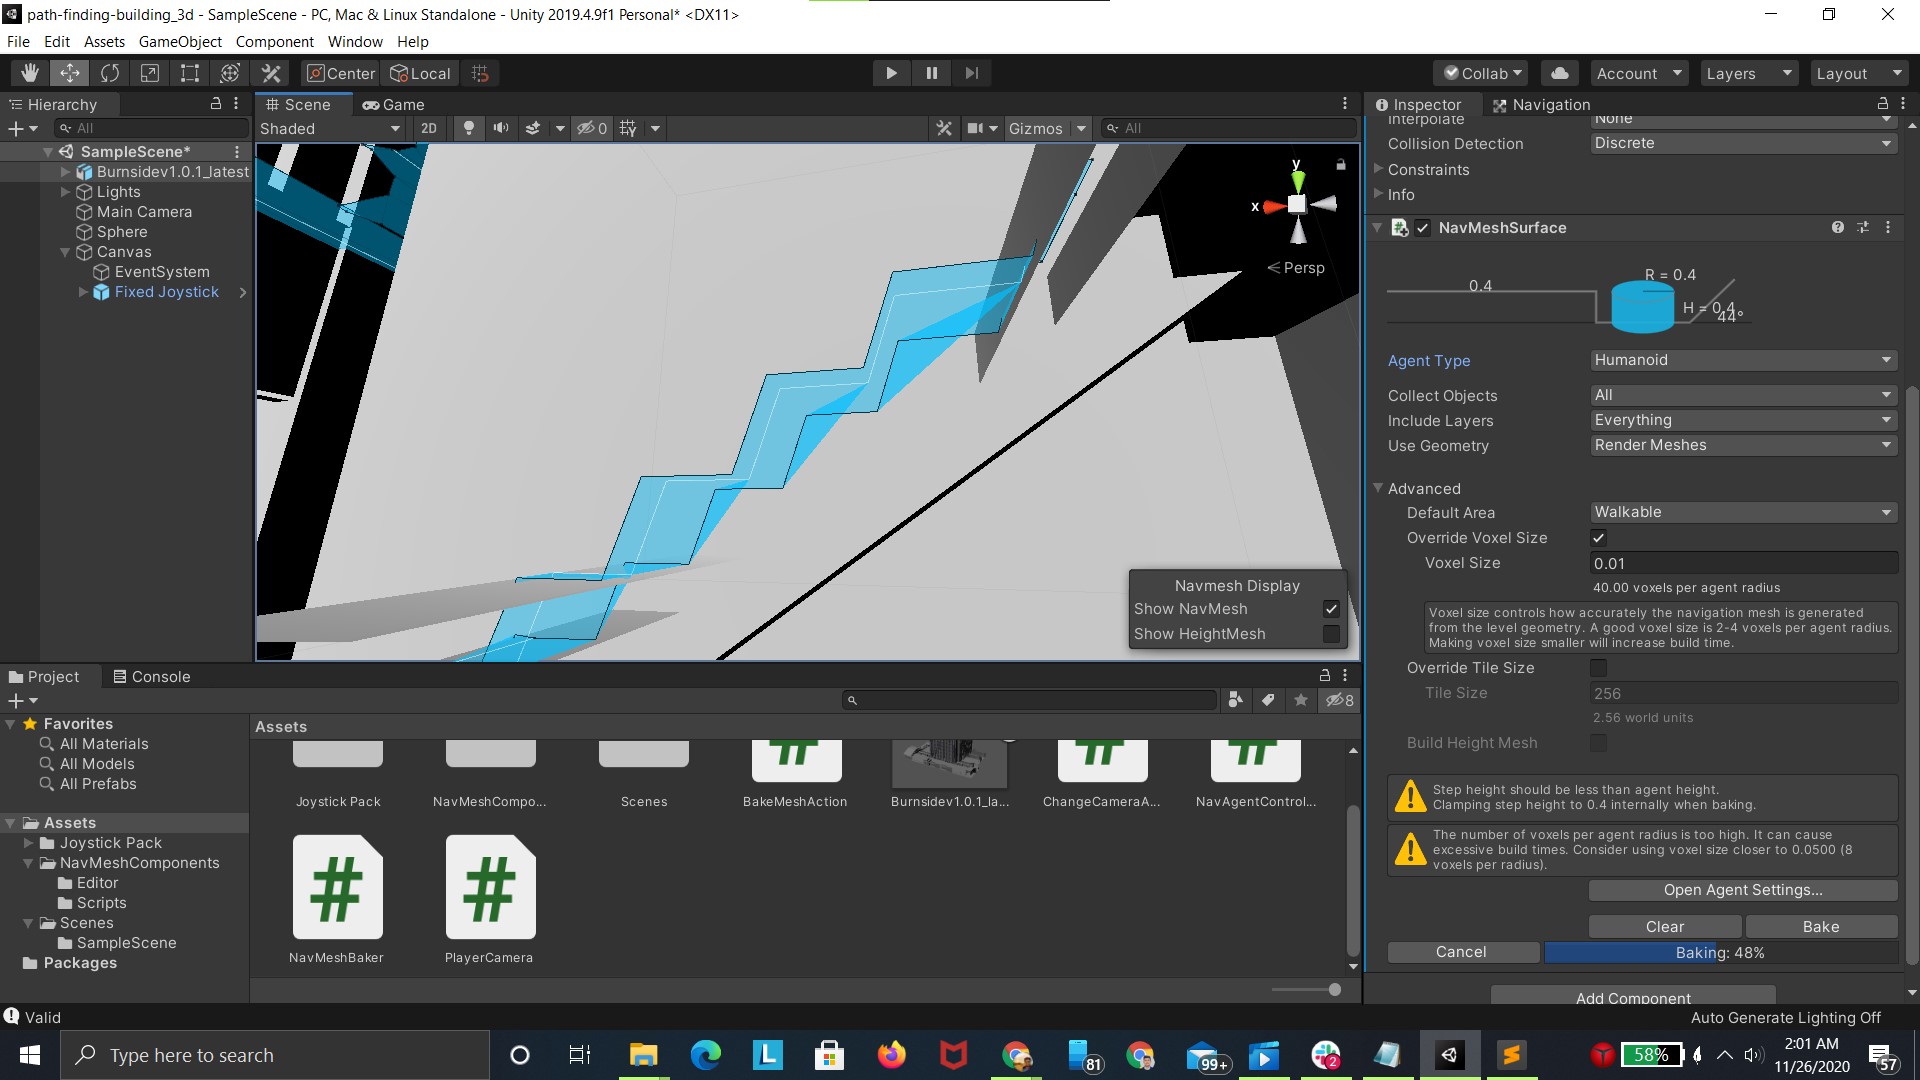 path-finding-building_3d - SampleScene - PC, Mac & Linux Standalone - Unity 2019.4.9f1 Personal* <DX11>
File Edit Assets GameObject Component Window Help
Center Local
Collab Account Layers Layout
Hierarchy
All
SampleScene*
Burnsidev1.0.1_latest
Lights
Main Camera
Sphere
Canvas
EventSystem
Fixed Joystick
Scene Game
Shaded 2D 0 Gizmos All
y
x
Persp
Navmesh Display
Show NavMesh
Show HeightMesh
Inspector Navigation
Interpolate None
Collision Detection Discrete
Constraints
Info
NavMeshSurface
R = 0.4
0.4
H = 0.4
44°
Agent Type Humanoid
Collect Objects All
Include Layers Everything
Use Geometry Render Meshes
Advanced
Default Area Walkable
Override Voxel Size
Voxel Size 0.01
40.00 voxels per agent radius
Voxel size controls how accurately the navigation mesh is generated
from the level geometry. A good voxel size is 2-4 voxels per agent radius.
Making voxel size smaller will increase build time.
Override Tile Size
Tile Size 256
2.56 world units
Build Height Mesh
Step height should be less than agent height.
Clamping step height to 0.4 internally when baking.
The number of voxels per agent radius is too high. It can cause
excessive build times. Consider using voxel size closer to 0.0500 (8
voxels per radius).
Open Agent Settings...
Clear Bake
Cancel Baking: 48%
Add Component
Project Console
8
Favorites
All Materials
All Models
All Prefabs
Assets
Joystick Pack
NavMeshComponents
Editor
Scripts
Scenes
SampleScene
Packages
Assets
Joystick Pack NavMeshCompo... Scenes BakeMeshAction Burnsidev1.0.1_la... ChangeCameraA... NavAgentControl...
NavMeshBaker PlayerCamera
Valid
Auto Generate Lighting Off
Type here to search
81
99+
2
58%
2:01 AM
11/26/2020
57